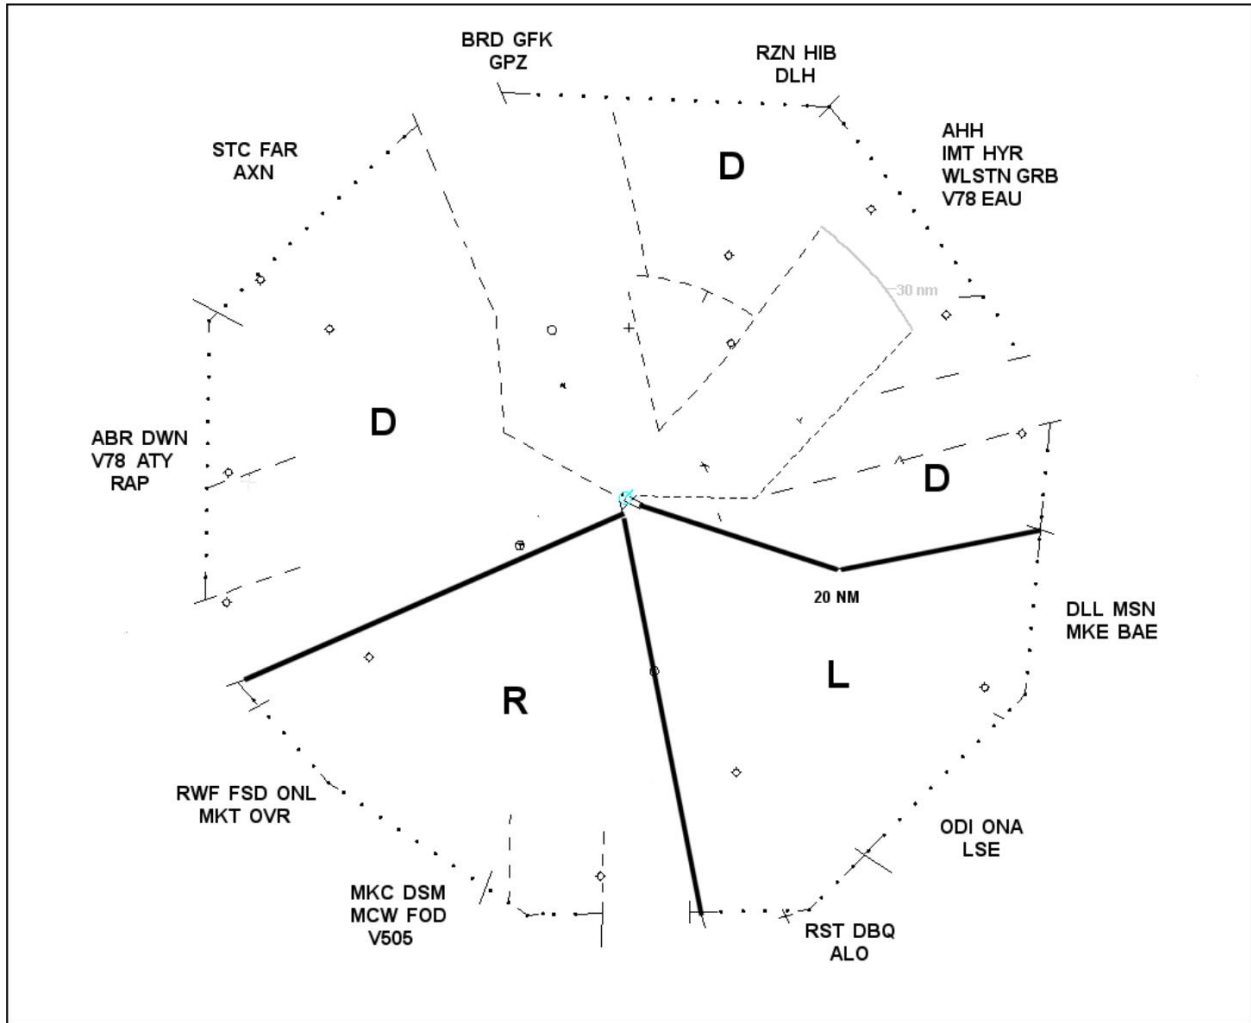 BRD GFK
GPZ
RZN HIB
DLH
AHH
IMT HYR
WLSTN GRB
V78 EAU
STC FAR
AXN
D
30 nm
D
ABR DWN
V78 ATY
RAP
D
20 NM
DLL MSN
MKE BAE
L
R
RWF FSD ONL
MKT OVR
ODI ONA
LSE
MKC DSM
MCW FOD
V505
RST DBQ
ALO